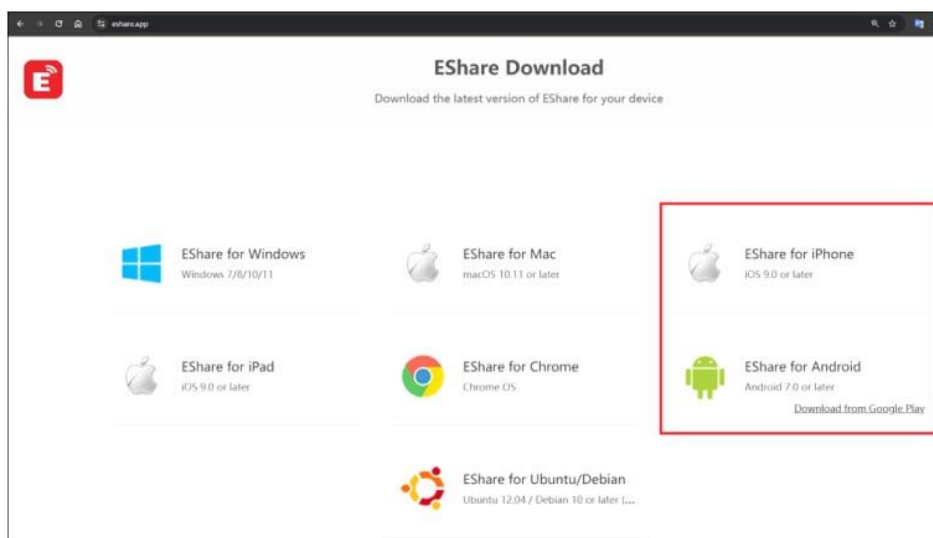 eshare.app
E
EShare Download
Download the latest version of EShare for your device
EShare for Windows
Windows 7/8/10/11
EShare for Mac
macOS 10.11 or later
EShare for iPhone
iOS 9.0 or later
EShare for iPad
iOS 9.0 or later
EShare for Chrome
Chrome OS
EShare for Android
Android 7.0 or later
Download from Google Play
EShare for Ubuntu/Debian
Ubuntu 12.04 / Debian 10 or later (...